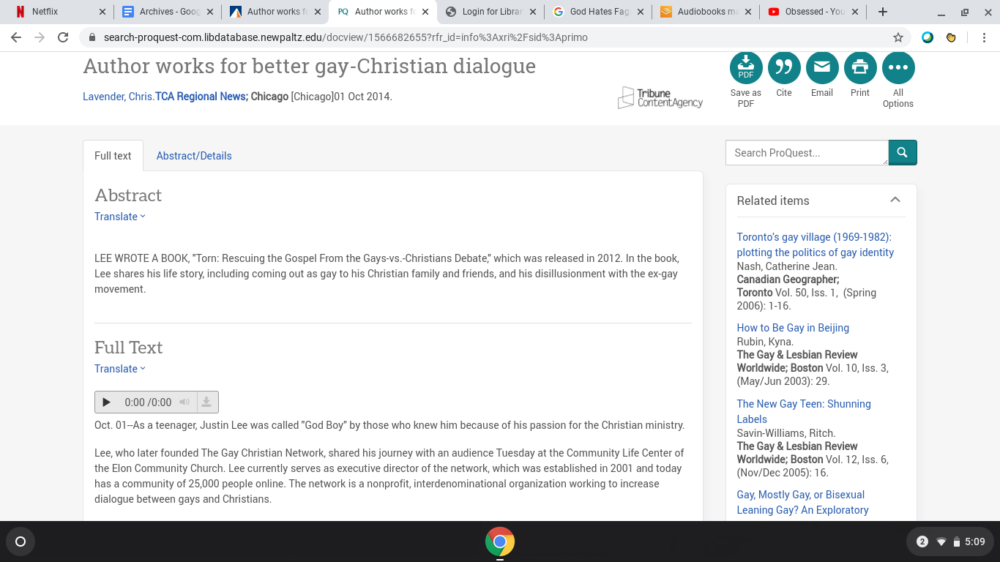 Netflix
Archives - Goog
Author works fo
Author works fo
Login for Librar
God Hates Fag
Audiobooks ma
Obsessed - You
search-proquest-com.libdatabase.newpaltz.edu/docview/1566682655?rfr_id=info%3Axri%2Fsid%3Aprimo
Author works for better gay-Christian dialogue
Lavender, Chris.TCA Regional News; Chicago [Chicago]01 Oct 2014.
Tribune
ContentAgency
PDF
Save as
PDF
Cite
Email
Print
All
Options
Full text
Abstract/Details
Search ProQuest...
Abstract
Translate
LEE WROTE A BOOK, "Torn: Rescuing the Gospel From the Gays-vs.-Christians Debate," which was released in 2012. In the book,
Lee shares his life story, including coming out as gay to his Christian family and friends, and his disillusionment with the ex-gay
movement.
Full Text
Translate
0:00 /0:00
Oct. 01--As a teenager, Justin Lee was called "God Boy" by those who knew him because of his passion for the Christian ministry.
Lee, who later founded The Gay Christian Network, shared his journey with an audience Tuesday at the Community Life Center of
the Elon Community Church. Lee currently serves as executive director of the network, which was established in 2001 and today
has a community of 25,000 people online. The network is a nonprofit, interdenominational organization working to increase
dialogue between gays and Christians.
Related items
Toronto's gay village (1969-1982):
plotting the politics of gay identity
Nash, Catherine Jean.
Canadian Geographer;
Toronto Vol. 50, Iss. 1, (Spring
2006): 1-16.
How to Be Gay in Beijing
Rubin, Kyna.
The Gay & Lesbian Review
Worldwide; Boston Vol. 10, Iss. 3,
(May/Jun 2003): 29.
The New Gay Teen: Shunning
Labels
Savin-Williams, Ritch.
The Gay & Lesbian Review
Worldwide; Boston Vol. 12, Iss. 6,
(Nov/Dec 2005): 16.
Gay, Mostly Gay, or Bisexual
Leaning Gay? An Exploratory
2
5:09